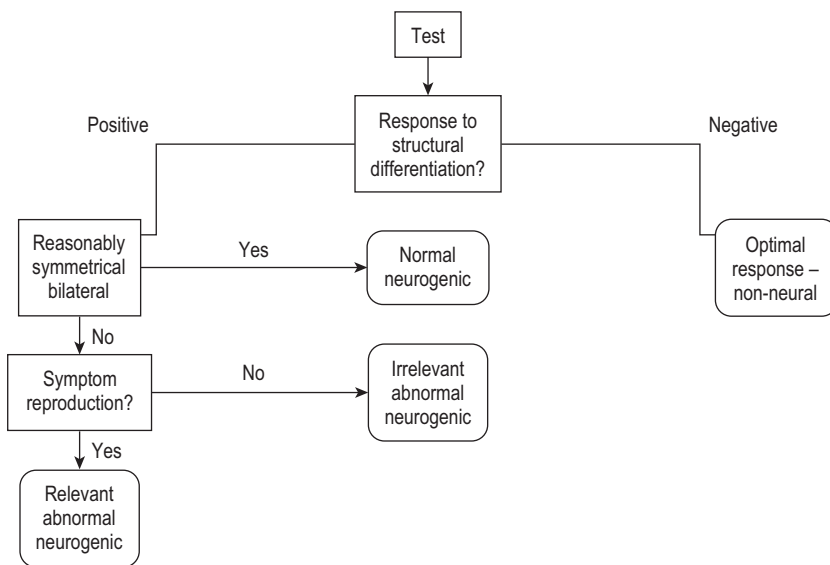 Test
Positive
Response to
structural
differentiation?
Negative
Reasonably
symmetrical
bilateral
Yes
Normal
neurogenic
Optimal
response –
non-neural
No
Symptom
reproduction?
No
Irrelevant
abnormal
neurogenic
Yes
Relevant
abnormal
neurogenic